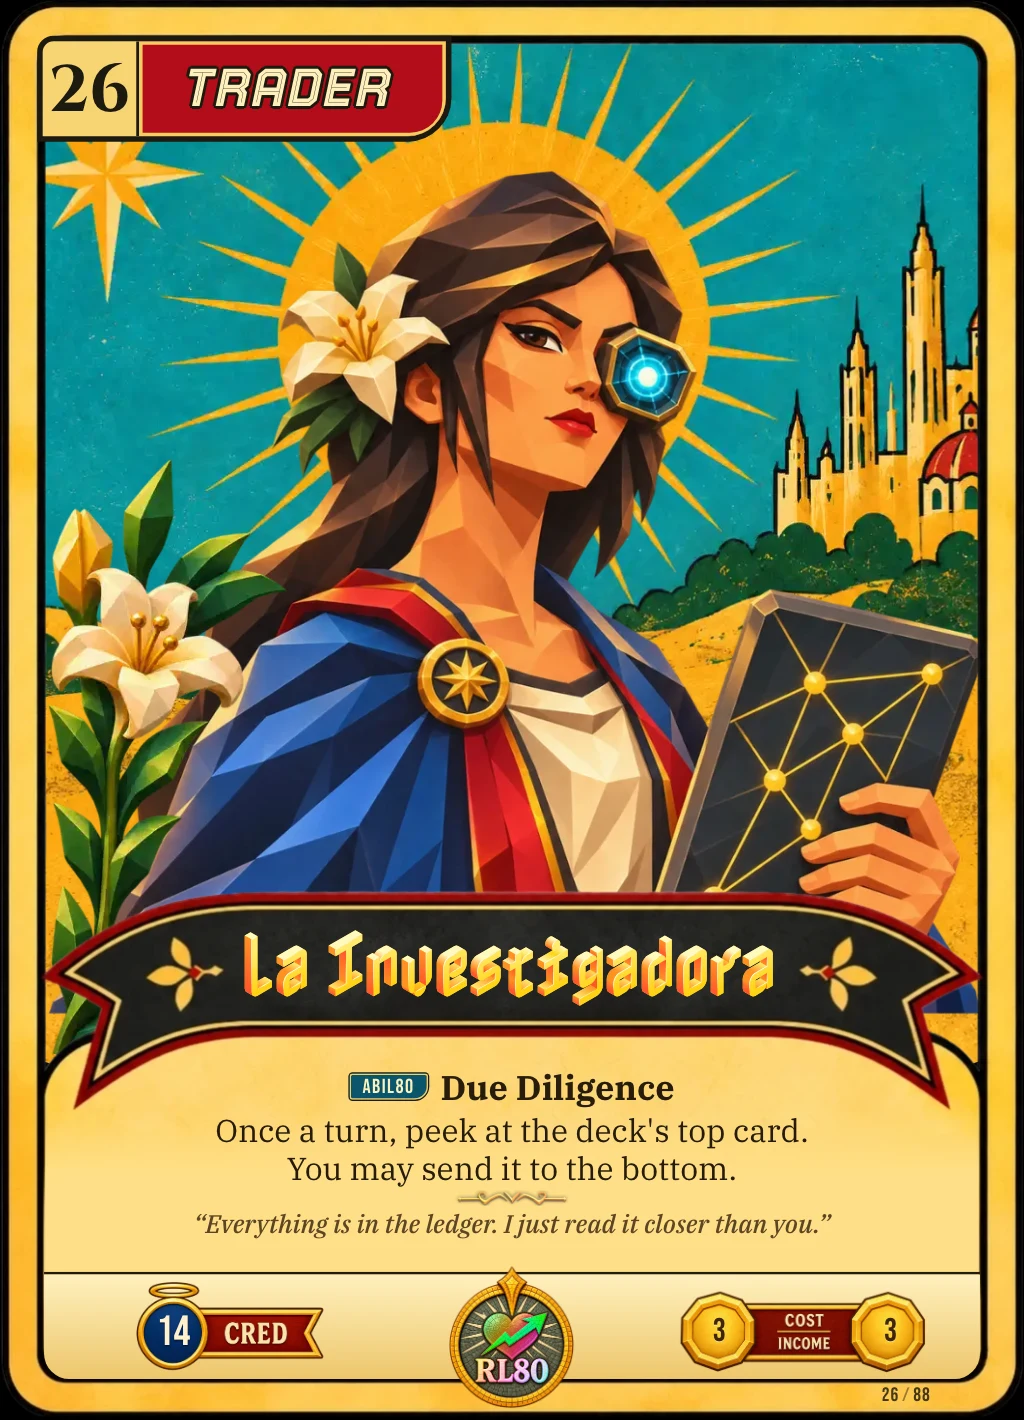 26 TRADER
La Investigadora
ABIL80 Due Diligence
Once a turn, peek at the deck's top card.
You may send it to the bottom.
“Everything is in the ledger. I just read it closer than you.”
14 CRED
RL80
3 COST
INCOME 3
26 / 88